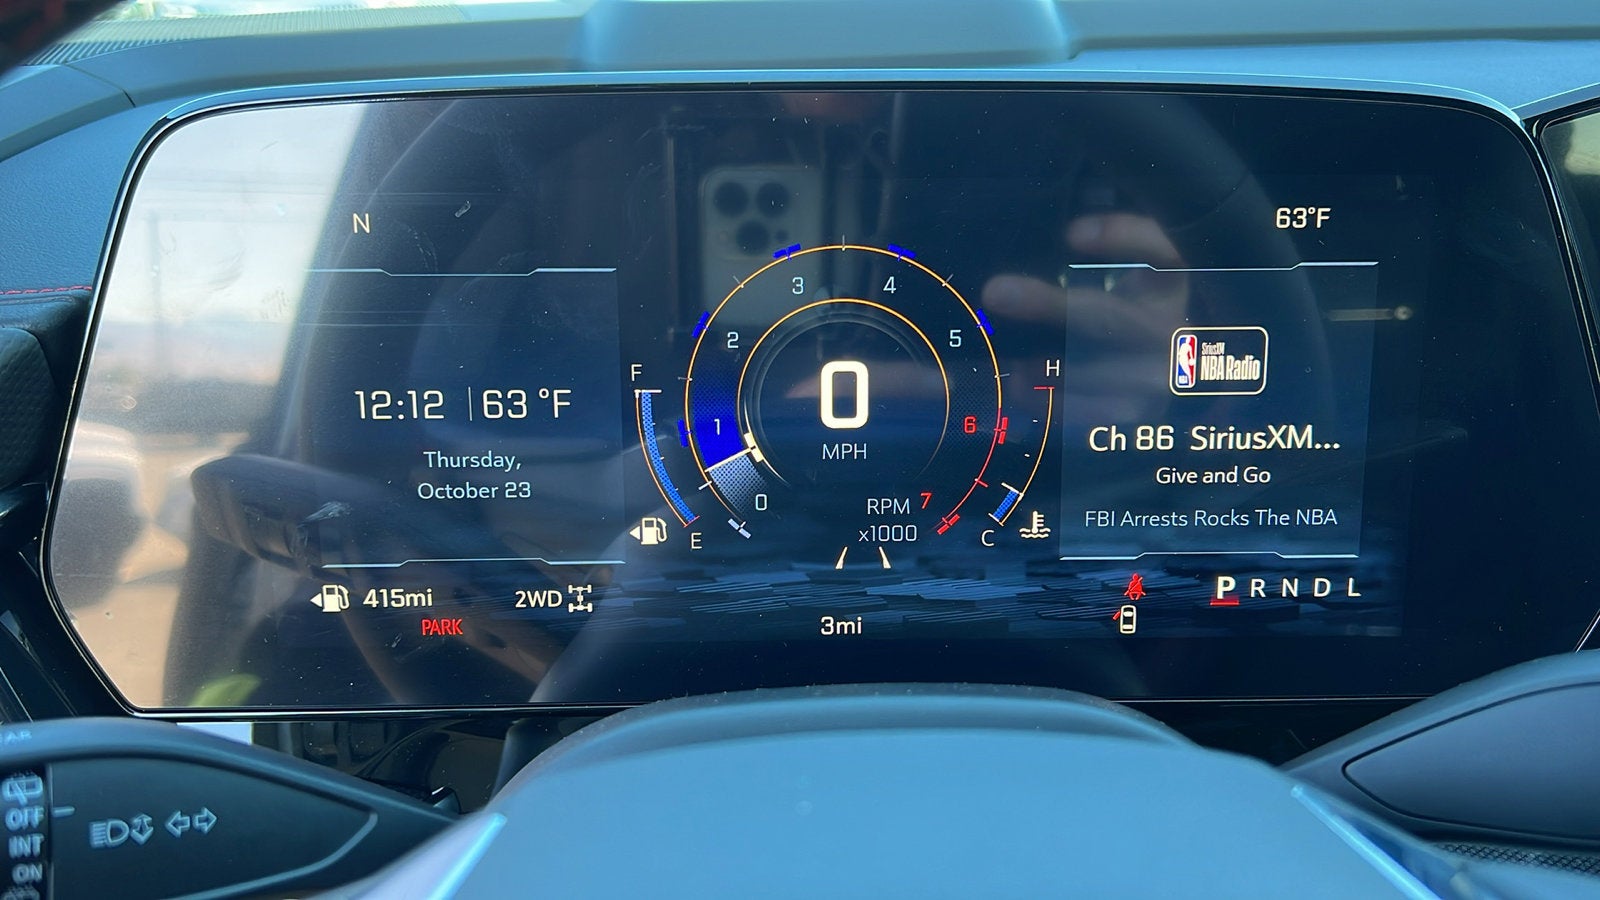 N
63°F
12:12 | 63 °F
Thursday,
October 23
F
E
0
1
2
3
4
5
6
7
0
MPH
RPM
x1000
H
C
SiriusXM
NBA Radio
NBA
Ch 86 SiriusXM...
Give and Go
FBI Arrests Rocks The NBA
415mi
PARK
2WD
3mi
P R N D L
OFF
INT
ON